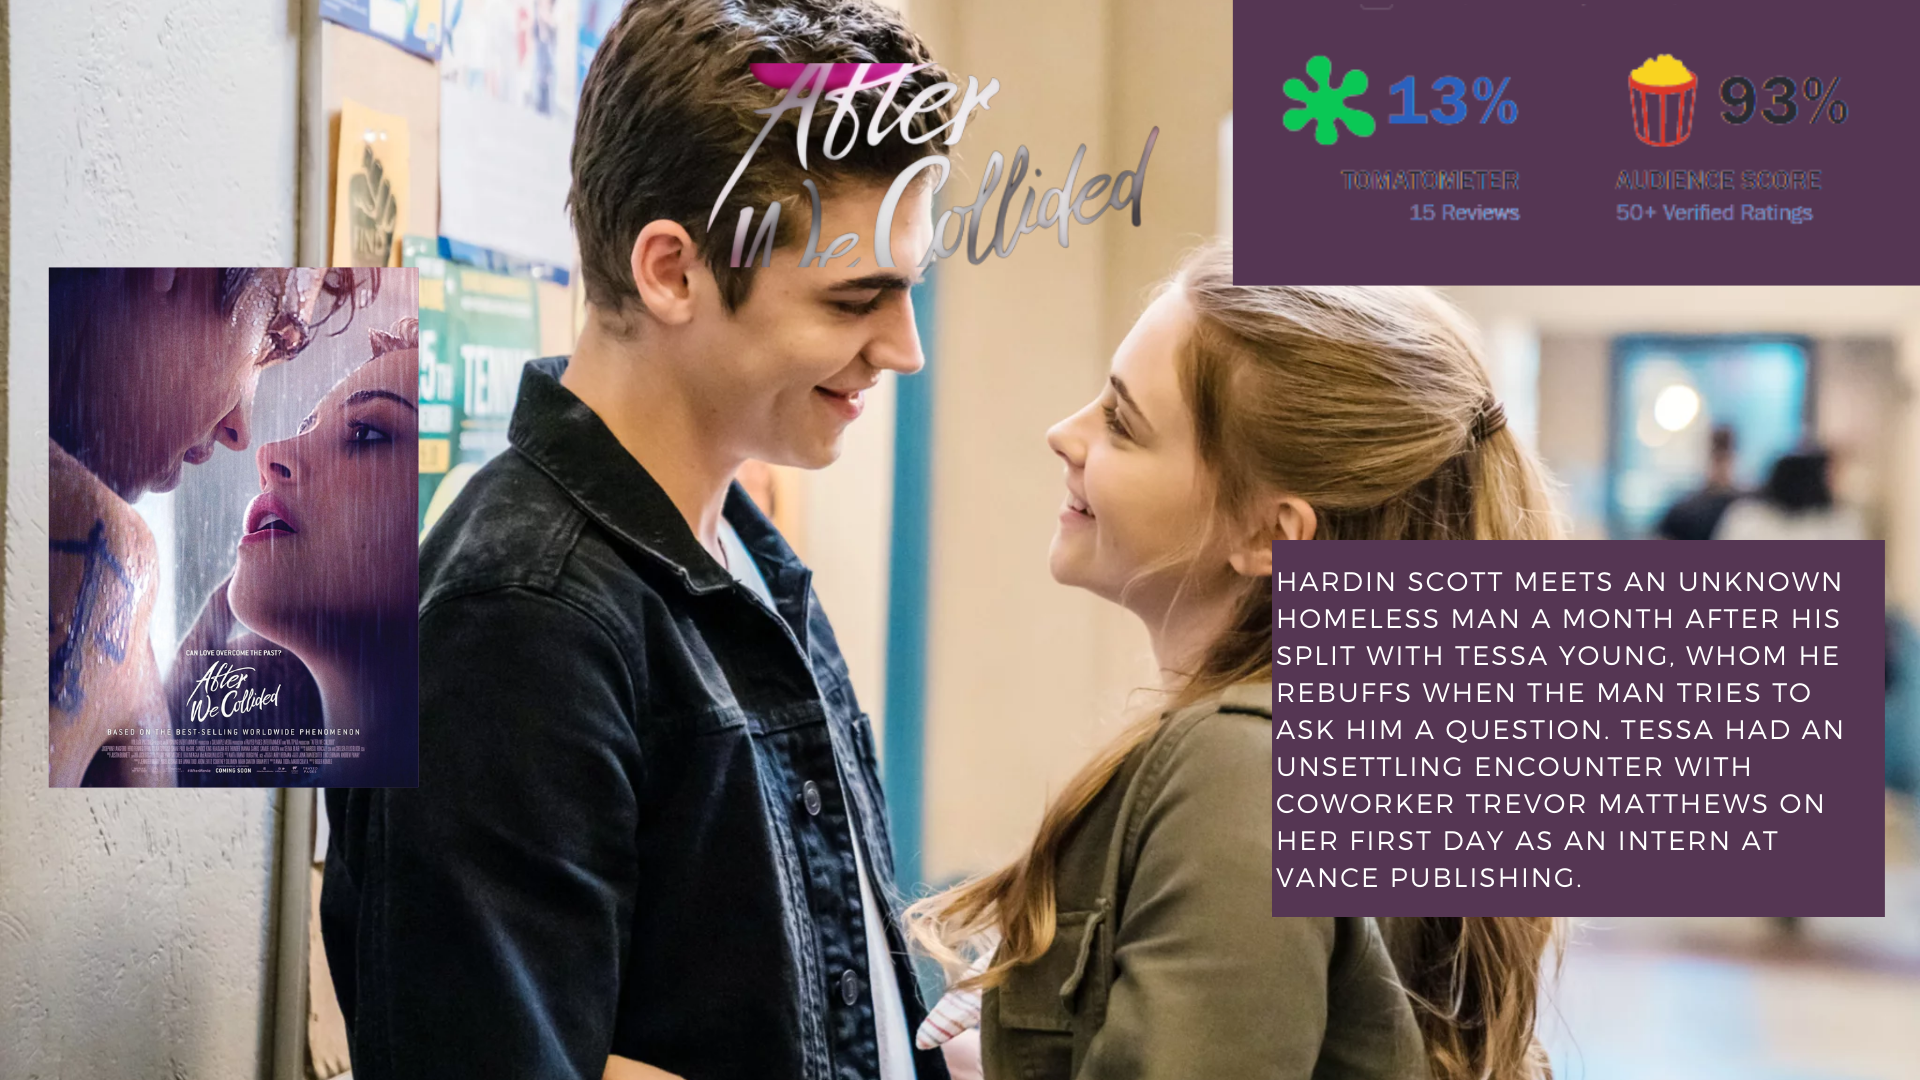 After
We Collided
13%
93%
TOMATOMETER
AUDIENCE SCORE
15 Reviews
50+ Verified Ratings
5TH
TENN
CAN LOVE OVERCOME THE PAST?
After
We Collided
BASED ON THE BEST-SELLING WORLDWIDE PHENOMENON
COMING SOON
HARDIN SCOTT MEETS AN UNKNOWN
HOMELESS MAN A MONTH AFTER HIS
SPLIT WITH TESSA YOUNG, WHOM HE
REBUFFS WHEN THE MAN TRIES TO
ASK HIM A QUESTION. TESSA HAD AN
UNSETTLING ENCOUNTER WITH
COWORKER TREVOR MATTHEWS ON
HER FIRST DAY AS AN INTERN AT
VANCE PUBLISHING.